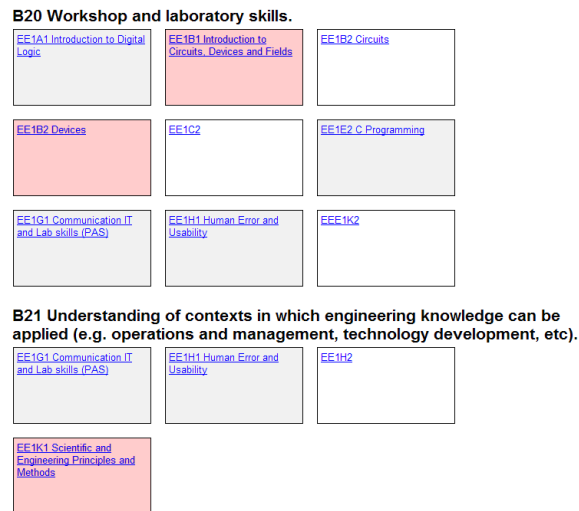 B20 Workshop and laboratory skills.
EE1A1 Introduction to Digital
Logic
EE1B1 Introduction to
Circuits, Devices and Fields
EE1B2 Circuits
EE1B2 Devices
EE1C2
EE1E2 C Programming
EE1G1 Communication IT
and Lab skills (PAS)
EE1H1 Human Error and
Usability
EEE1K2
B21 Understanding of contexts in which engineering knowledge can be
applied (e.g. operations and management, technology development, etc).
EE1G1 Communication IT
and Lab skills (PAS)
EE1H1 Human Error and
Usability
EE1H2
EE1K1 Scientific and
Engineering Principles and
Methods